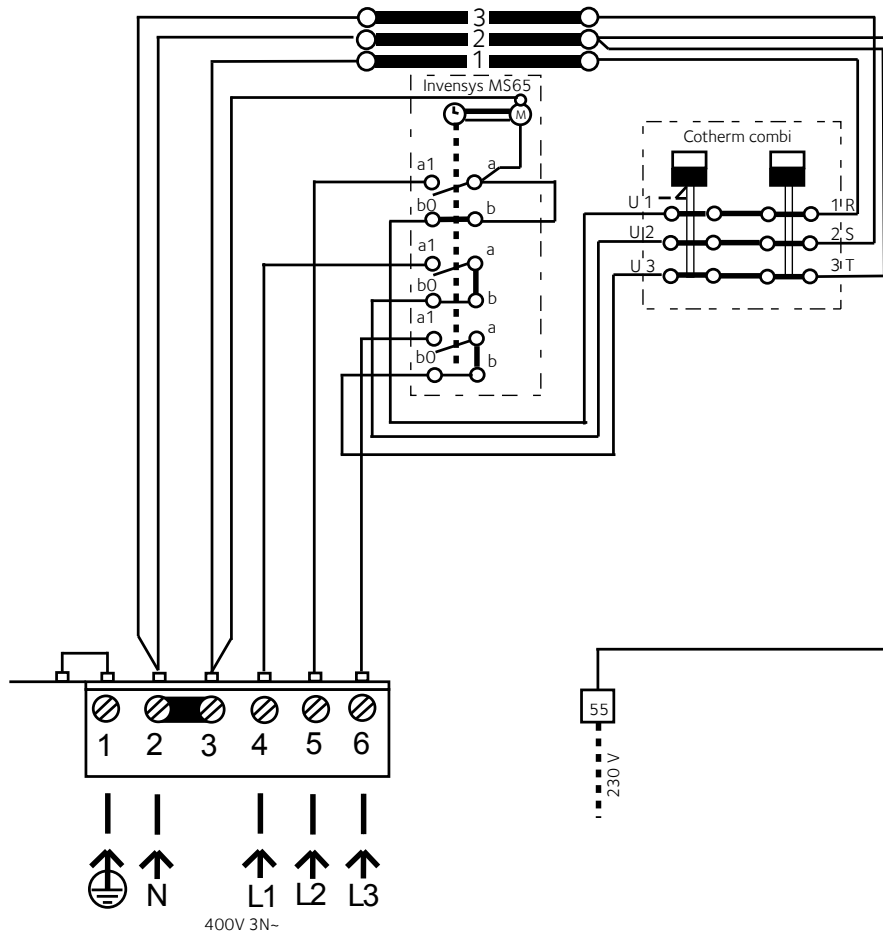 3
2
1
Invensys MS65
M
Cotherm combi
a1 a
b0 b
a1 a
b0 b
a1 a
b0 b
U 1 1 R
U 2 2 S
U 3 3 T
55
230 V
1 2 3 4 5 6
N L1 L2 L3
400V 3N~